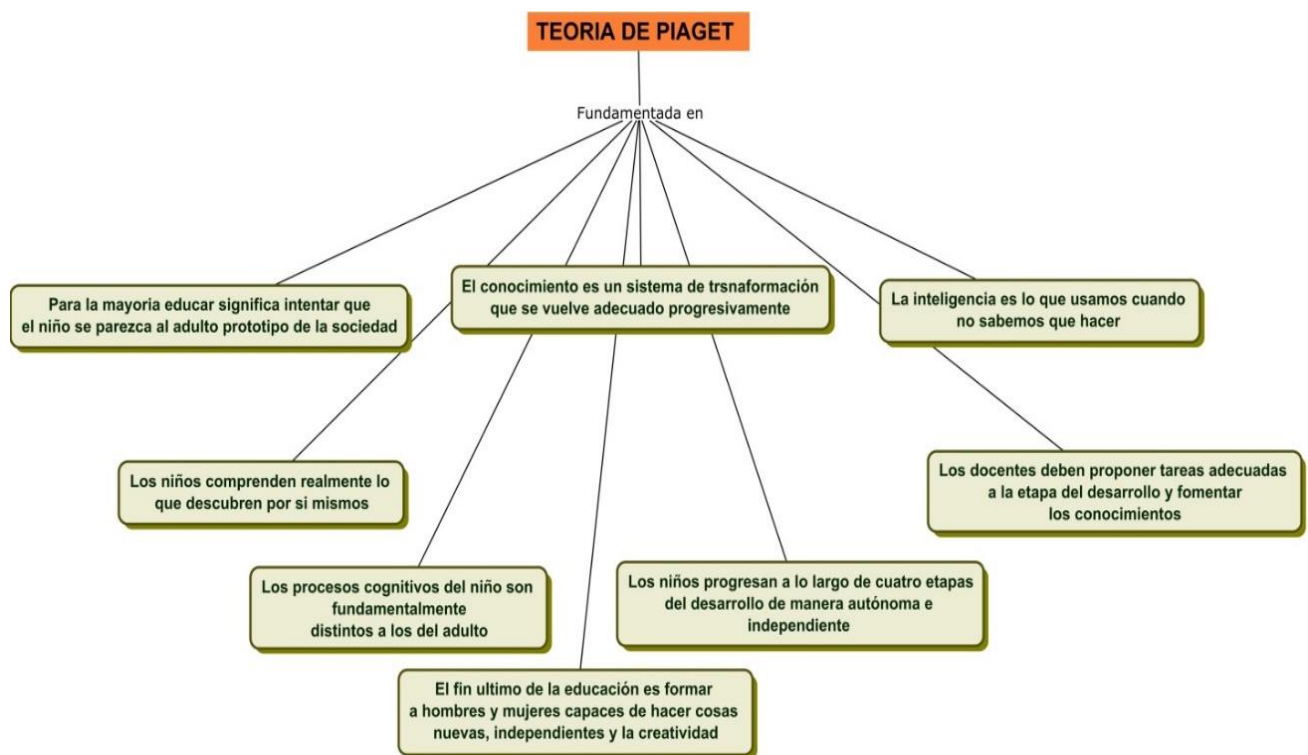 TEORIA DE PIAGET
Fundamentada en
Para la mayoria educar significa intentar que
el niño se parezca al adulto prototipo de la sociedad
El conocimiento es un sistema de trsnaformación
que se vuelve adecuado progresivamente
La inteligencia es lo que usamos cuando
no sabemos que hacer
Los niños comprenden realmente lo
que descubren por si mismos
Los docentes deben proponer tareas adecuadas
a la etapa del desarrollo y fomentar
los conocimientos
Los procesos cognitivos del niño son
fundamentalmente
distintos a los del adulto
Los niños progresan a lo largo de cuatro etapas
del desarrollo de manera autónoma e
independiente
El fin ultimo de la educación es formar
a hombres y mujeres capaces de hacer cosas
nuevas, independientes y la creatividad